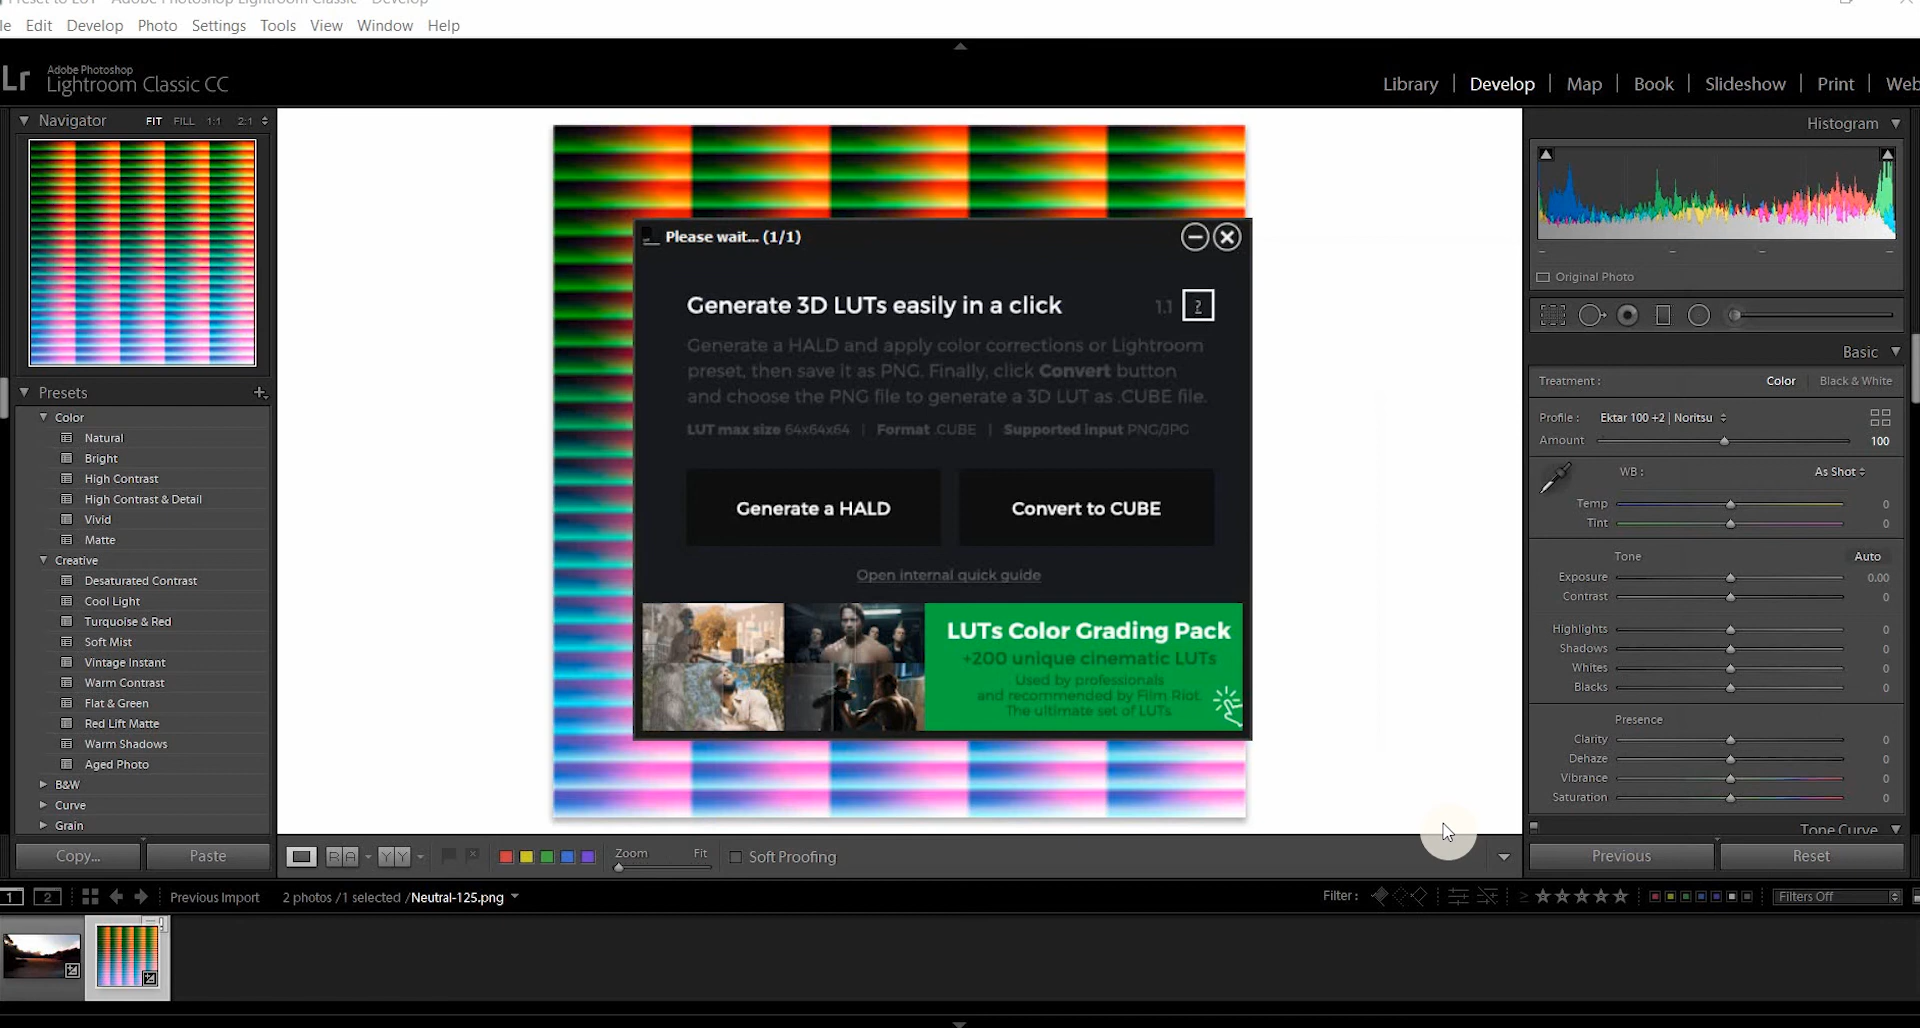 Edit Develop Photo Settings Tools View Window Help
Lr Adobe Photoshop
Lightroom Classic CC
Library Develop Map Book Slideshow Print Web
Navigator FIT FILL 1:1 2:1
Histogram
Original Photo
Basic
Treatment : Color Black & White
Profile : Ektar 100 +2 | Noritsu
Amount 100
WB : As Shot
Temp 0
Tint 0
Tone Auto
Exposure 0.00
Contrast 0
Highlights 0
Shadows 0
Whites 0
Blacks 0
Presence
Clarity 0
Dehaze 0
Vibrance 0
Saturation 0
Tone Curve
Previous Reset
Presets
Color
Natural
Bright
High Contrast
High Contrast & Detail
Vivid
Matte
Creative
Desaturated Contrast
Cool Light
Turquoise & Red
Soft Mist
Vintage Instant
Warm Contrast
Flat & Green
Red Lift Matte
Warm Shadows
Aged Photo
B&W
Curve
Grain
Copy... Paste
Please wait... (1/1)
Generate 3D LUTs easily in a click 1.1 ?
Generate a HALD and apply color corrections or Lightroom
preset, then save it as PNG. Finally, click Convert button
and choose the PNG file to generate a 3D LUT as .CUBE file.
LUT max size 64x64x64 | Format .CUBE | Supported input PNG/JPG
Generate a HALD Convert to CUBE
Open internal quick guide
LUTs Color Grading Pack
+200 unique cinematic LUTs
Used by professionals
and recommended by Film Riot.
The ultimate set of LUTs
R A Y Y Zoom Fit Soft Proofing
1 2 Previous Import 2 photos /1 selected /Neutral-125.png Filter : Filters Off